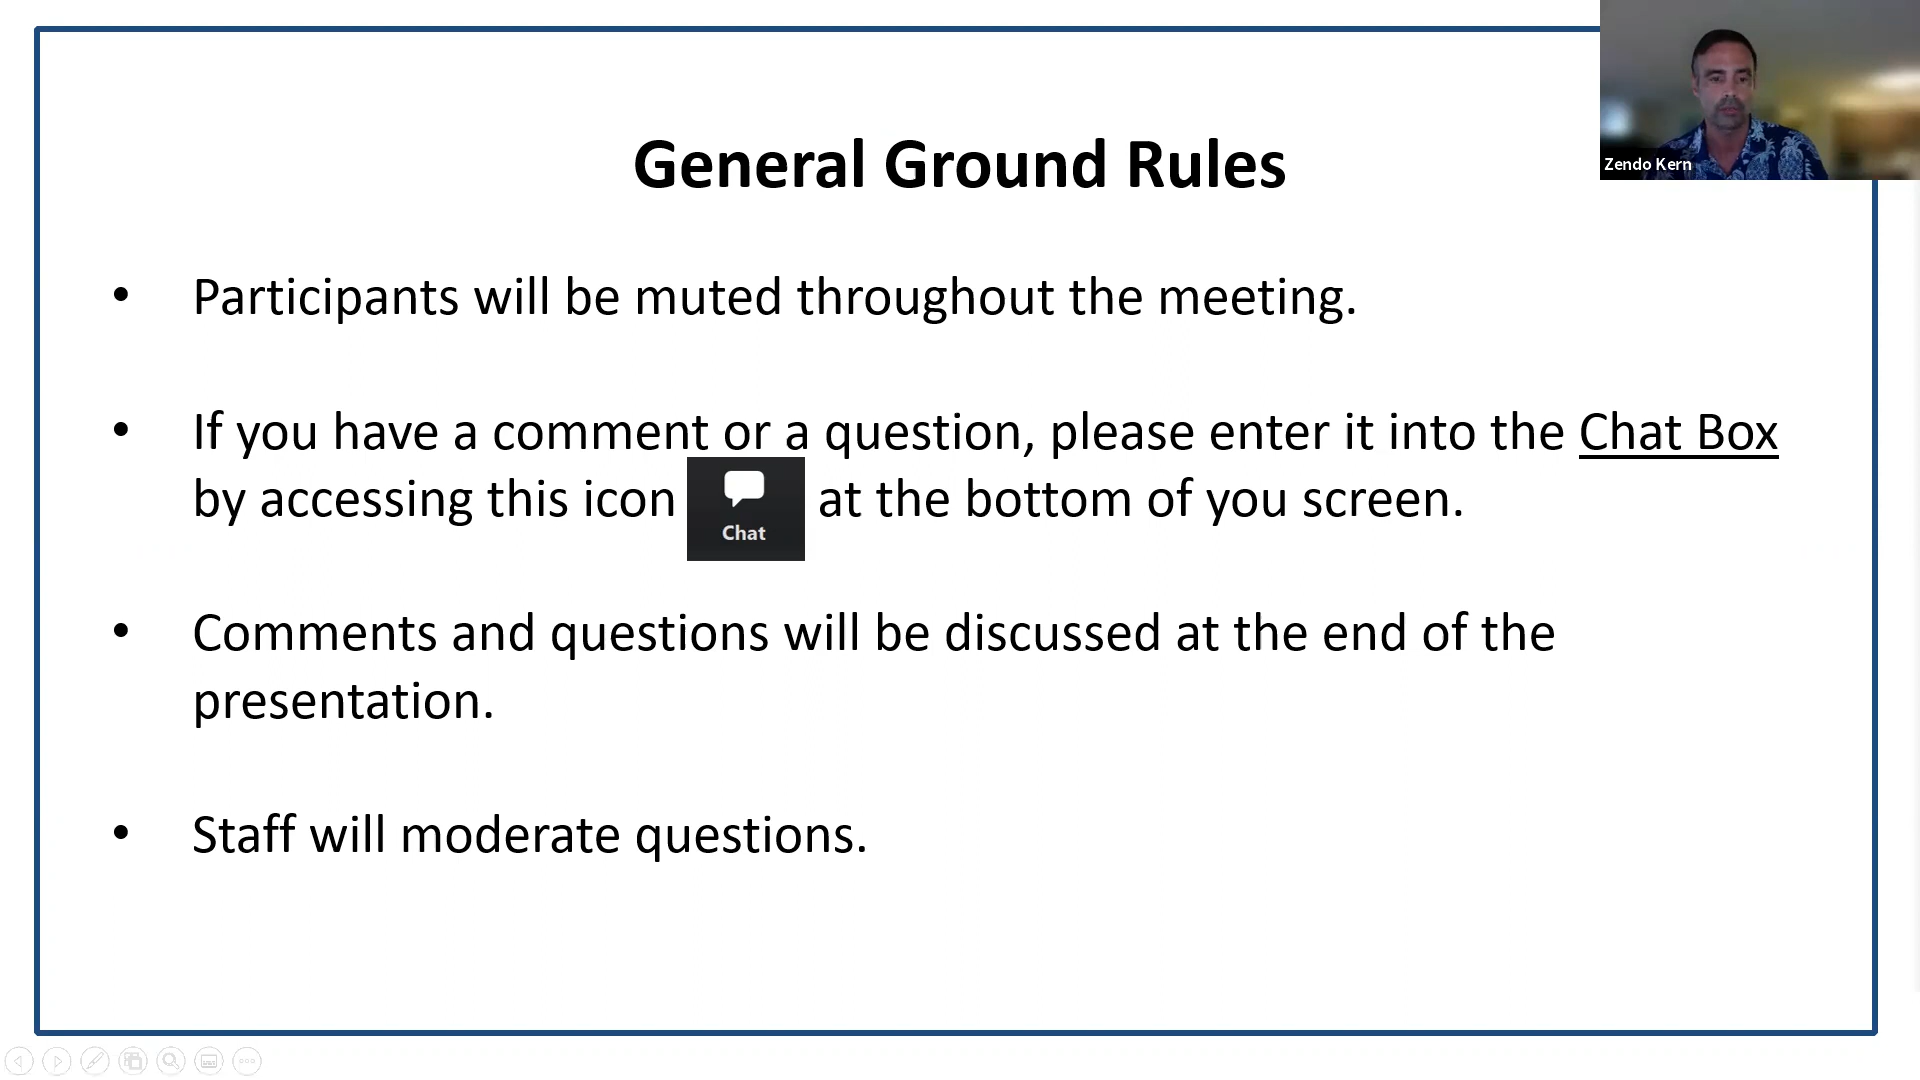 General Ground Rules
Zendo Kern
• Participants will be muted throughout the meeting.
• If you have a comment or a question, please enter it into the Chat Box
by accessing this icon Chat at the bottom of you screen.
• Comments and questions will be discussed at the end of the
presentation.
• Staff will moderate questions.